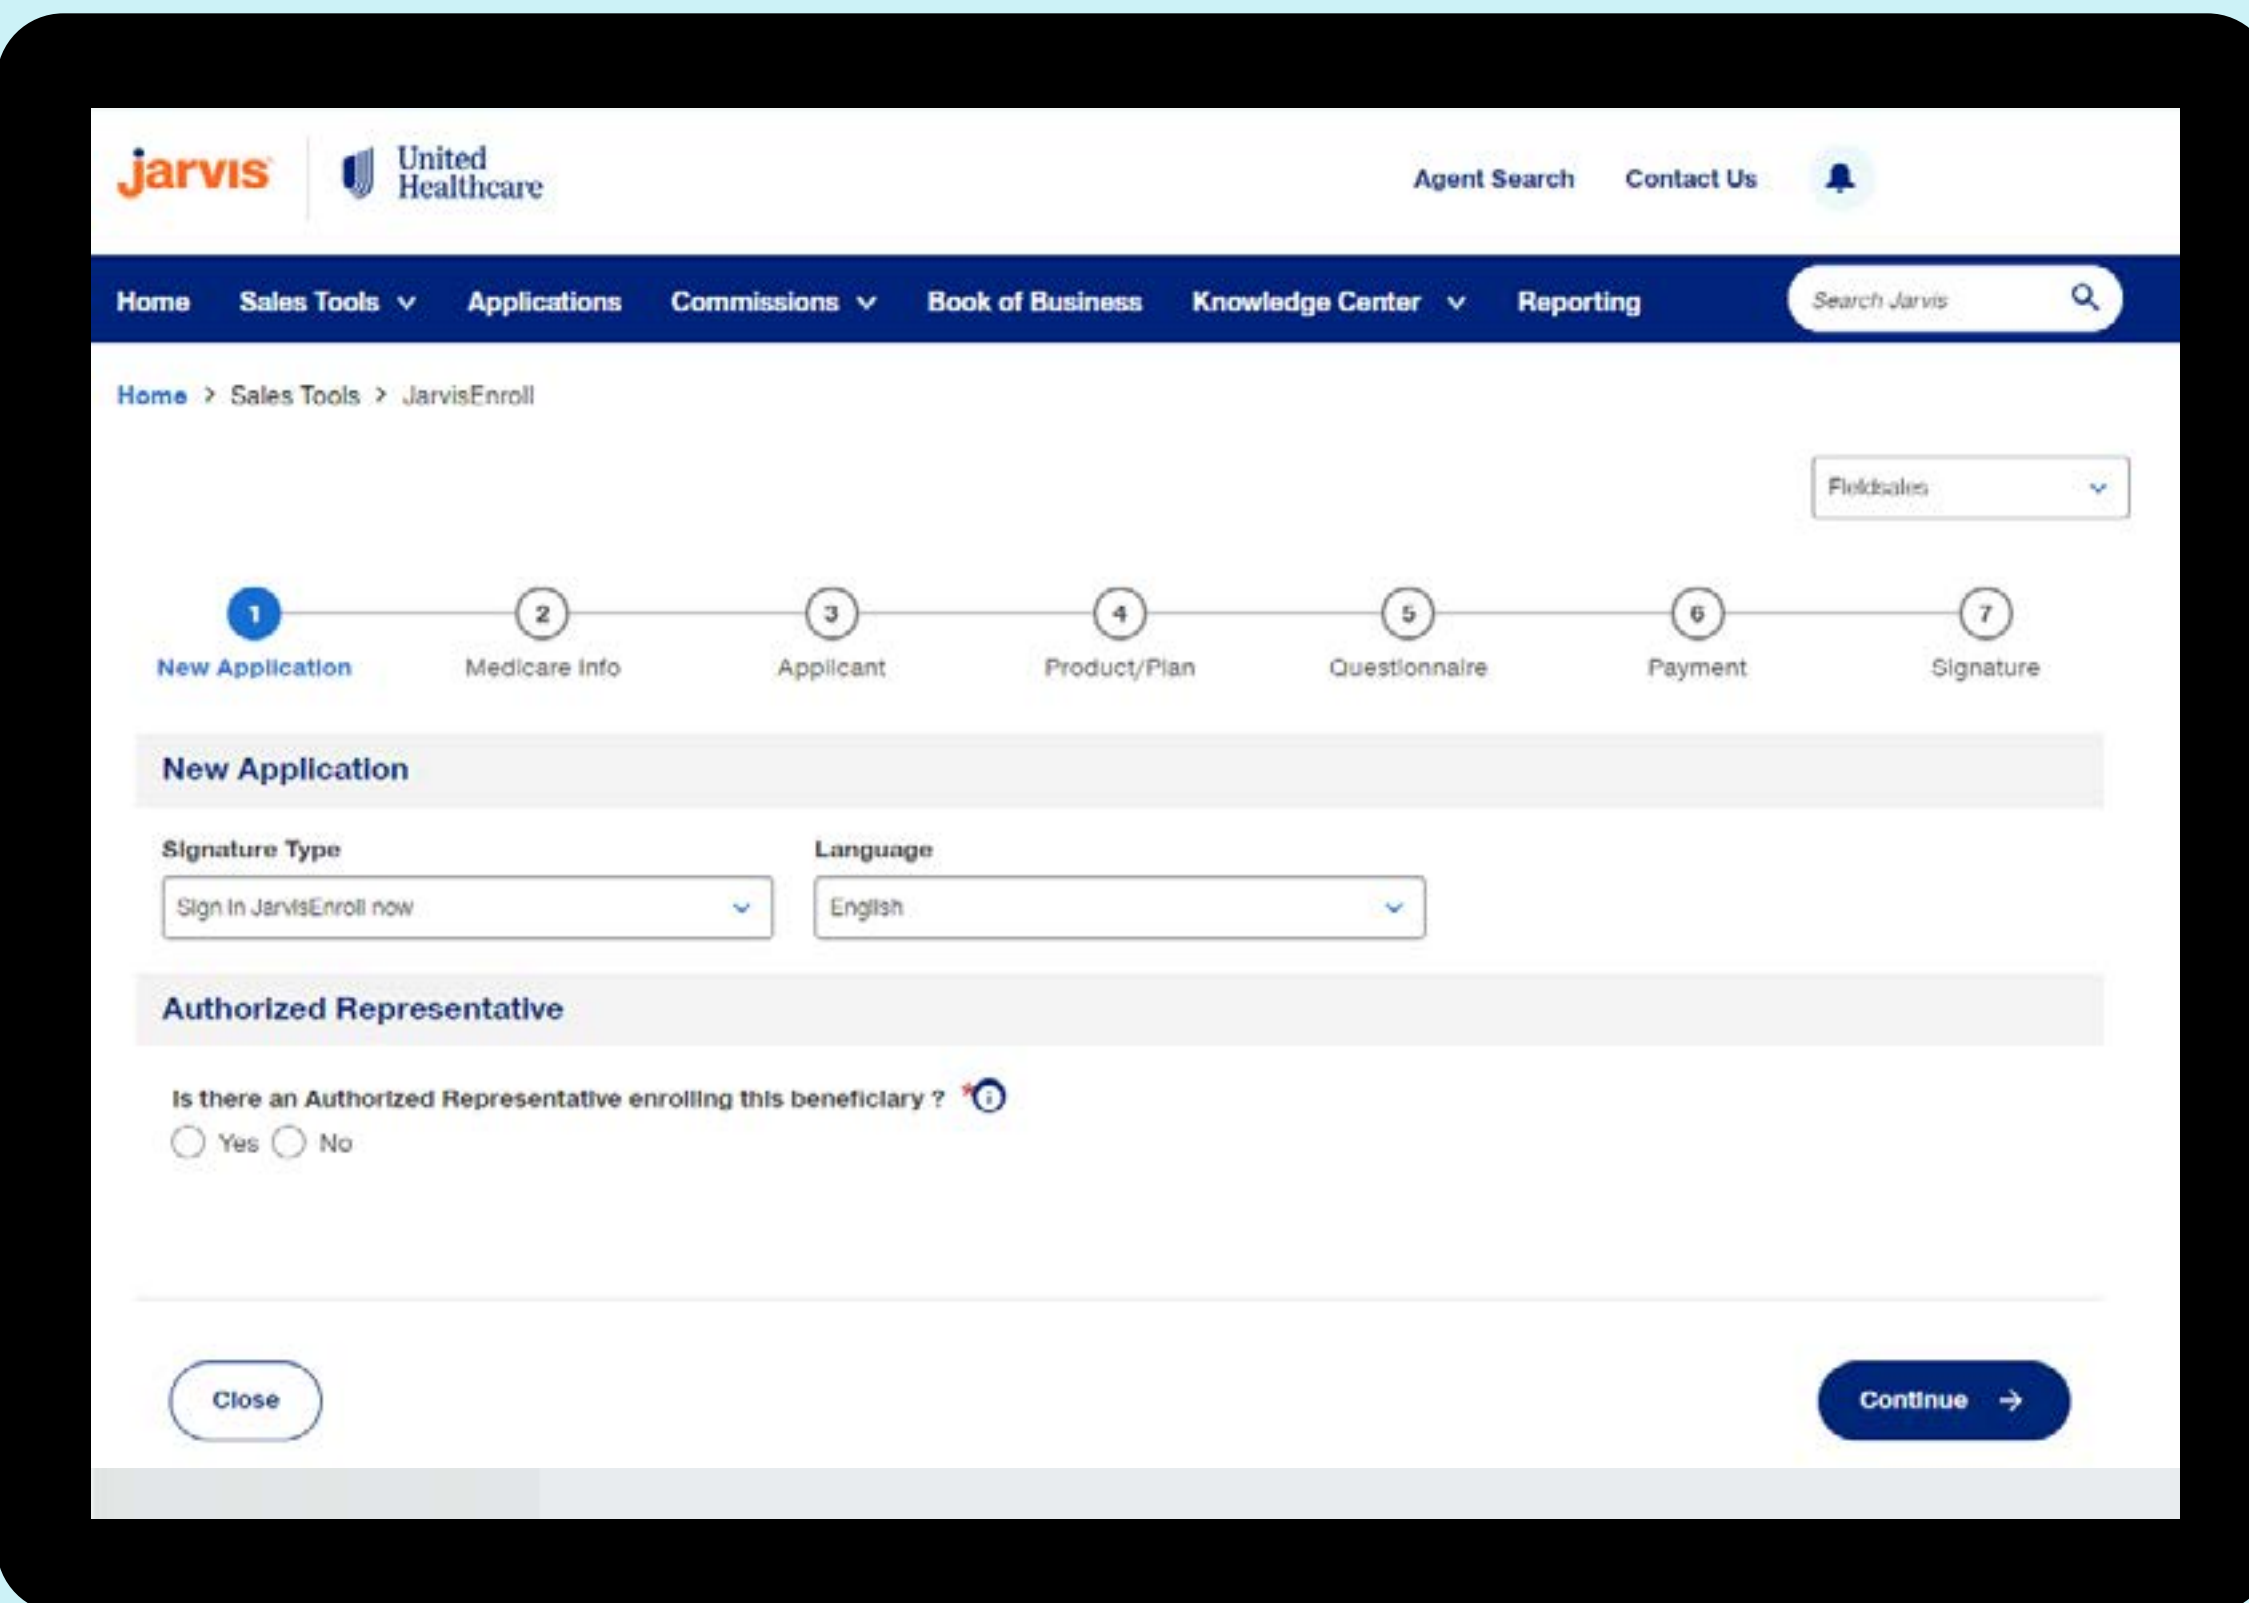 jarvis
United
Healthcare
Agent Search Contact Us
Home Sales Tools Applications Commissions Book of Business Knowledge Center Reporting Search Jarvis
Home > Sales Tools > JarvisEnroll
Fieldsales
1 2 3 4 5 6 7
New Application Medicare Info Applicant Product/Plan Questionnaire Payment Signature
New Application
Signature Type Language
Sign in JarvisEnroll now English
Authorized Representative
Is there an Authorized Representative enrolling this beneficiary ? *
Yes No
Close Continue →